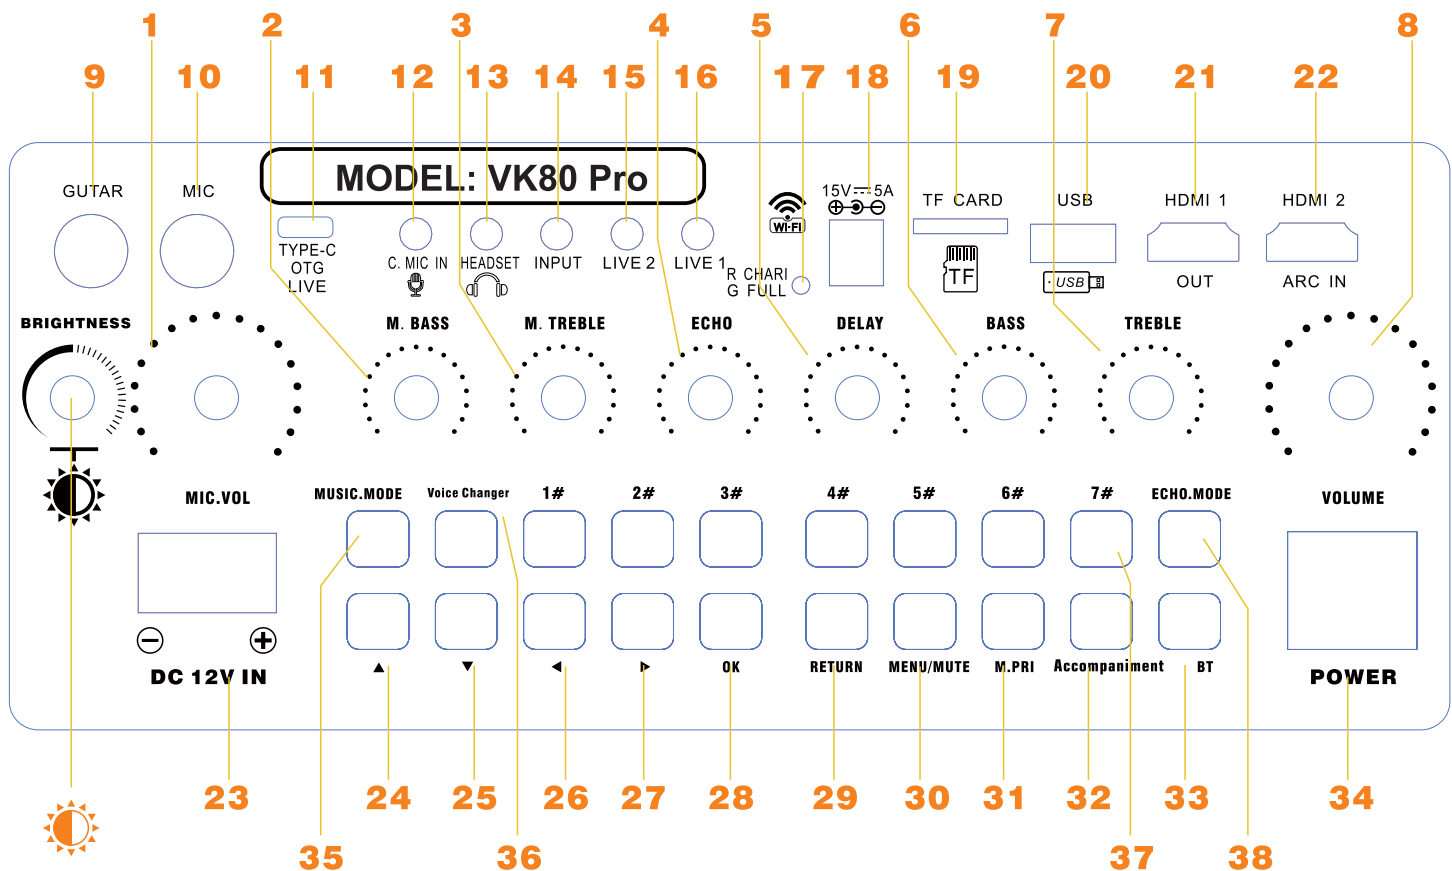 1 2 3 4 5 6 7 8
9 10 11 12 13 14 15 16 17 18 19 20 21 22
MODEL: VK80 Pro
GUTAR MIC 15V 5A TF CARD USB HDMI 1 HDMI 2
Wi-Fi
TYPE-C
OTG
LIVE
C. MIC IN HEADSET INPUT LIVE 2 LIVE 1
R CHARI
G FULL
TF USB OUT ARC IN
BRIGHTNESS M. BASS M. TREBLE ECHO DELAY BASS TREBLE
MIC.VOL MUSIC.MODE Voice Changer 1# 2# 3# 4# 5# 6# 7# ECHO.MODE VOLUME
DC 12V IN ▲ ▼ ◀ ▶ OK RETURN MENU/MUTE M.PRI Accompaniment BT POWER
23 24 25 26 27 28 29 30 31 32 33 34
35 36 37 38